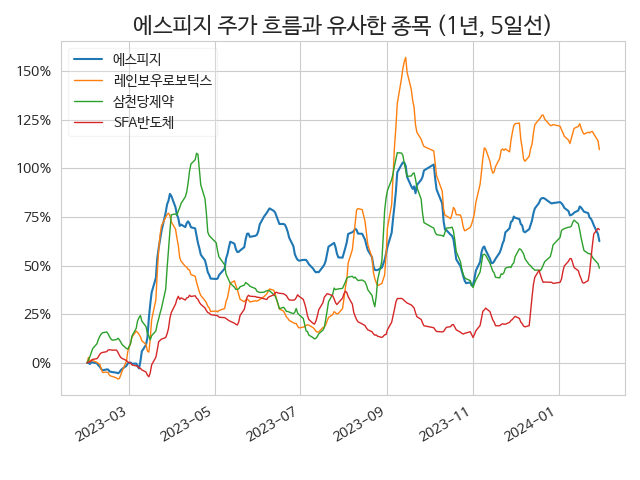 에스피지 주가 흐름과 유사한 종목 (1년, 5일선)
에스피지
레인보우로보틱스
삼천당제약
SFA반도체
150%
125%
100%
75%
50%
25%
0%
2023-03
2023-05
2023-07
2023-09
2023-11
2024-01